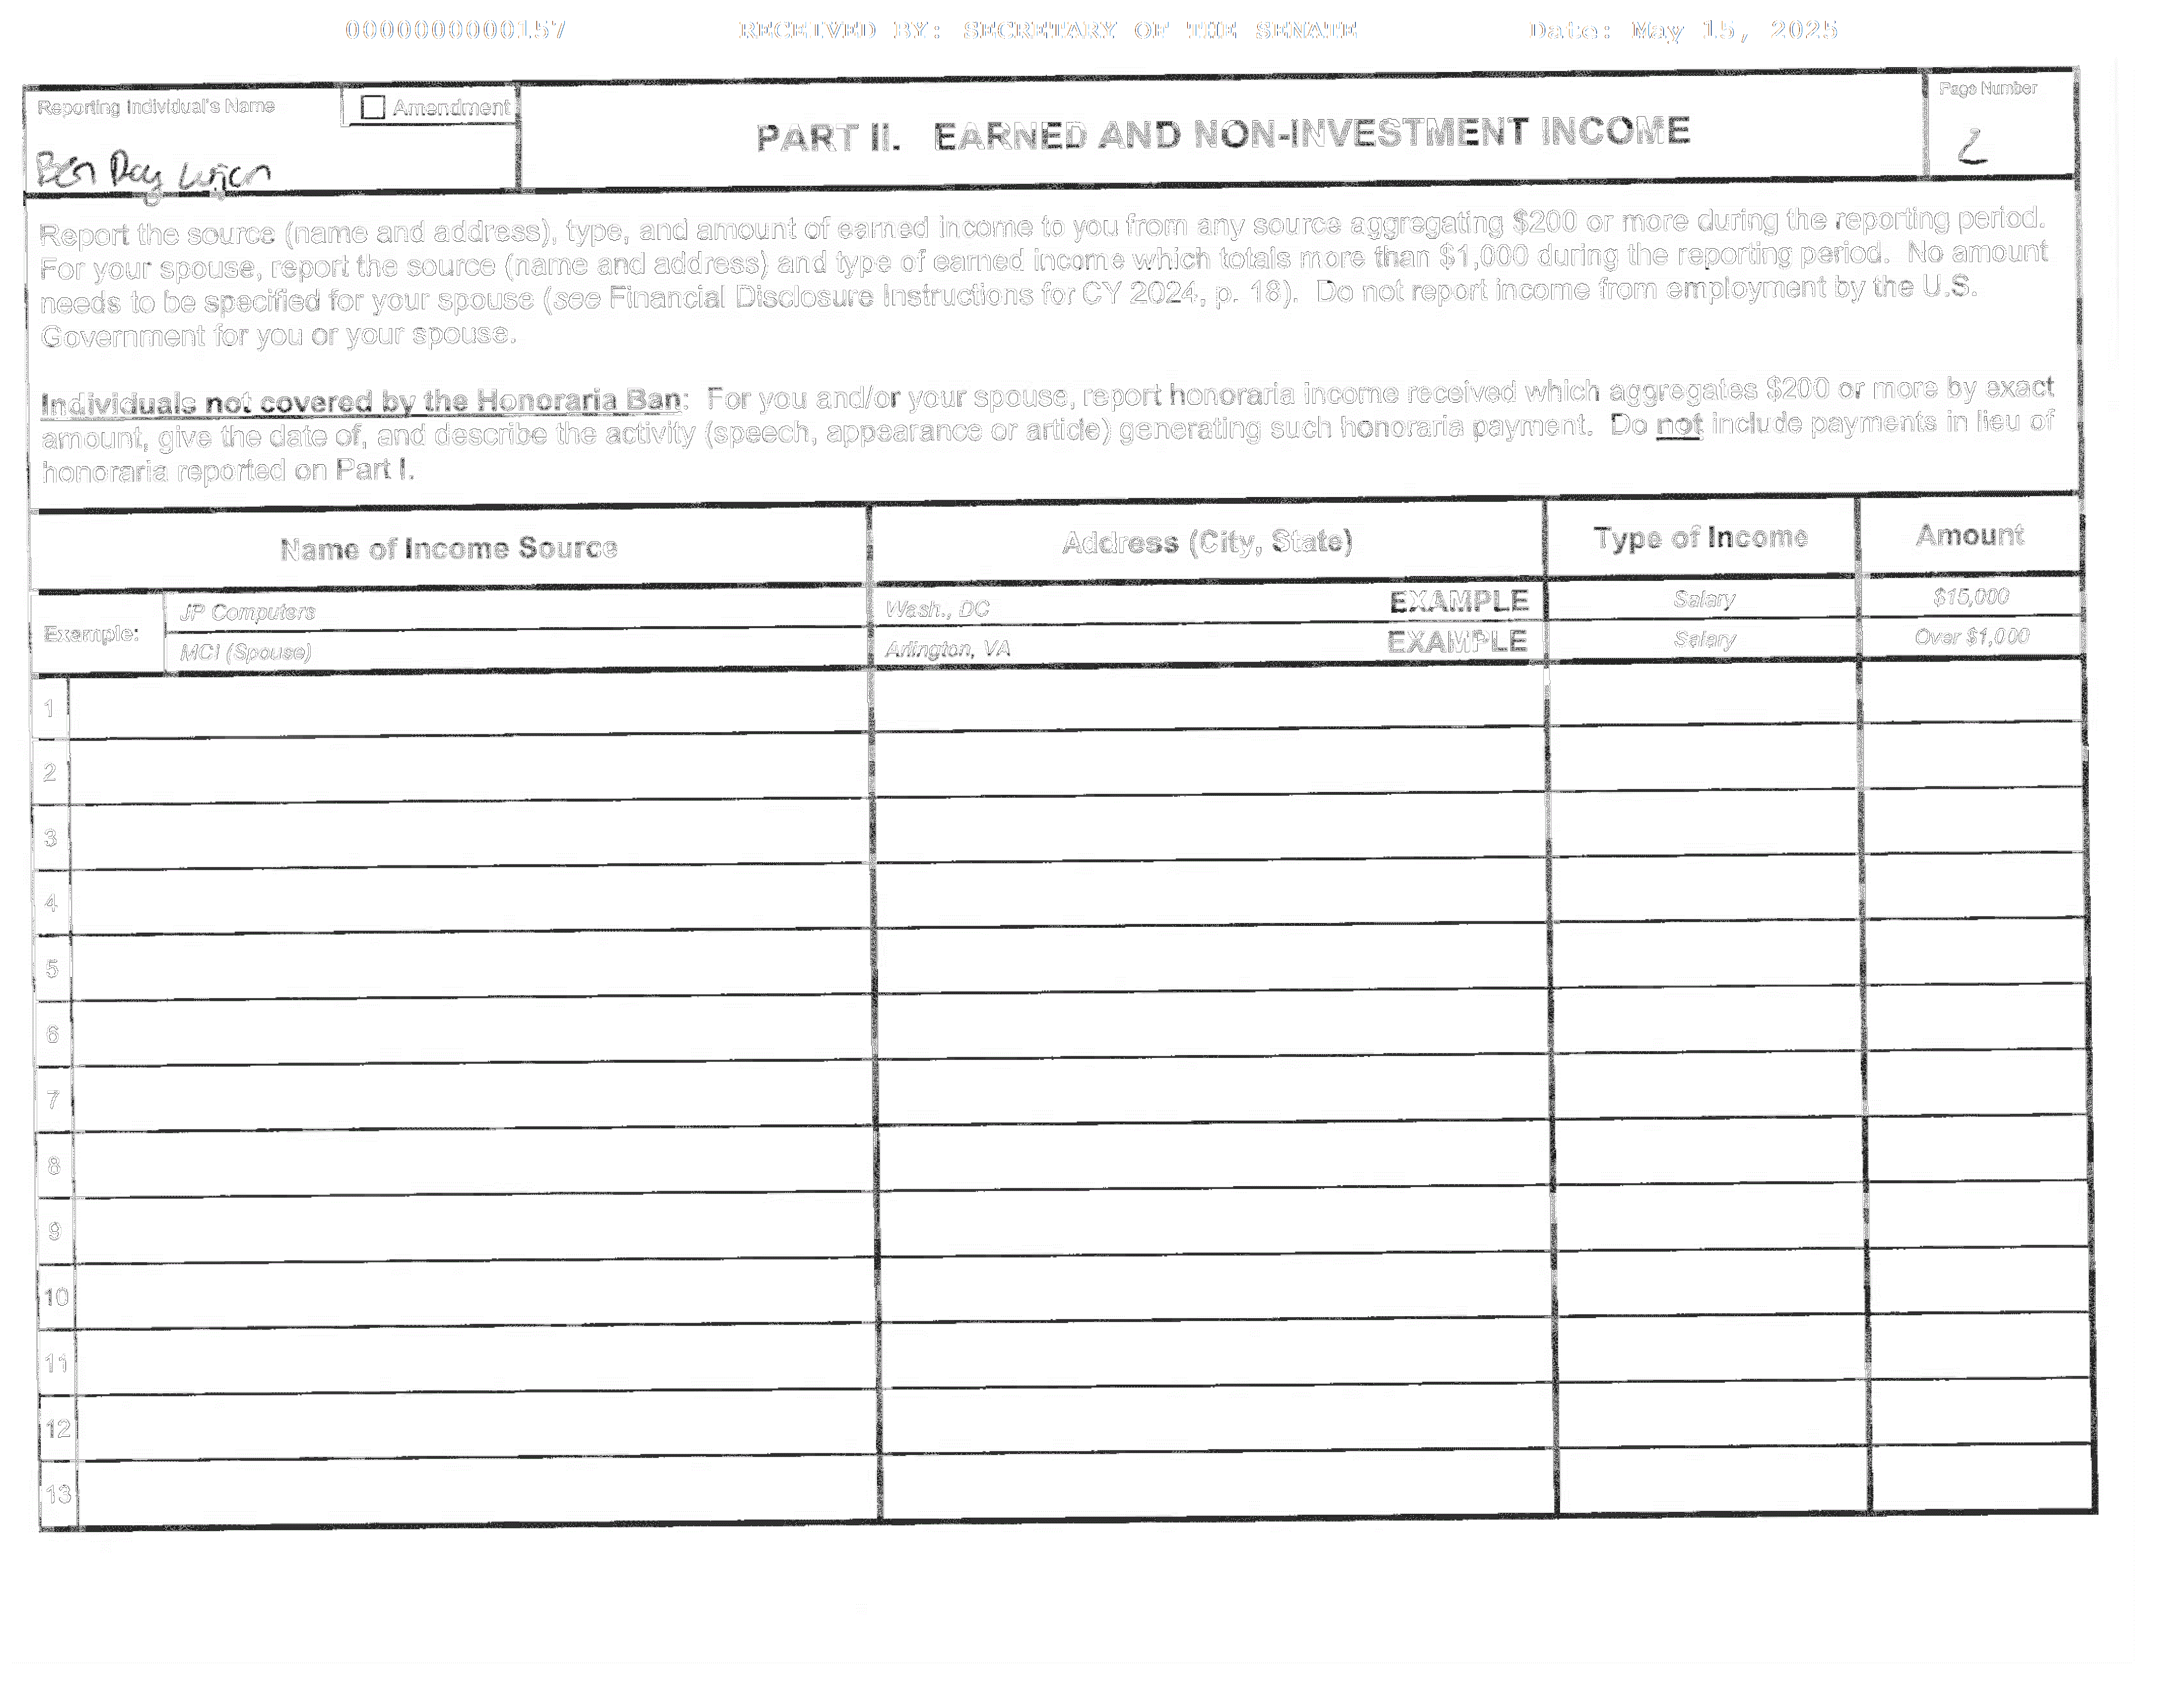 0000000000157 RECEIVED BY: SECRETARY OF THE SENATE Date: May 15, 2025
Reporting Individual's Name
Amendment
PART II. EARNED AND NON-INVESTMENT INCOME
Page Number
Ben Ray Lujan
2
Report the source (name and address), type, and amount of earned income to you from any source aggregating $200 or more during the reporting period.
For your spouse, report the source (name and address) and type of earned income which totals more than $1,000 during the reporting period. No amount
needs to be specified for your spouse (see Financial Disclosure Instructions for CY 2024, p. 18). Do not report income from employment by the U.S.
Government for you or your spouse.
Individuals not covered by the Honoraria Ban: For you and/or your spouse, report honoraria income received which aggregates $200 or more by exact
amount, give the date of, and describe the activity (speech, appearance or article) generating such honoraria payment. Do not include payments in lieu of
honoraria reported on Part I.
Name of Income Source Address (City, State) Type of Income Amount
Example:
JP Computers Wash., DC EXAMPLE Salary $15,000
MCI (Spouse) Arlington, VA EXAMPLE Salary Over $1,000
1
2
3
4
5
6
7
8
9
10
11
12
13